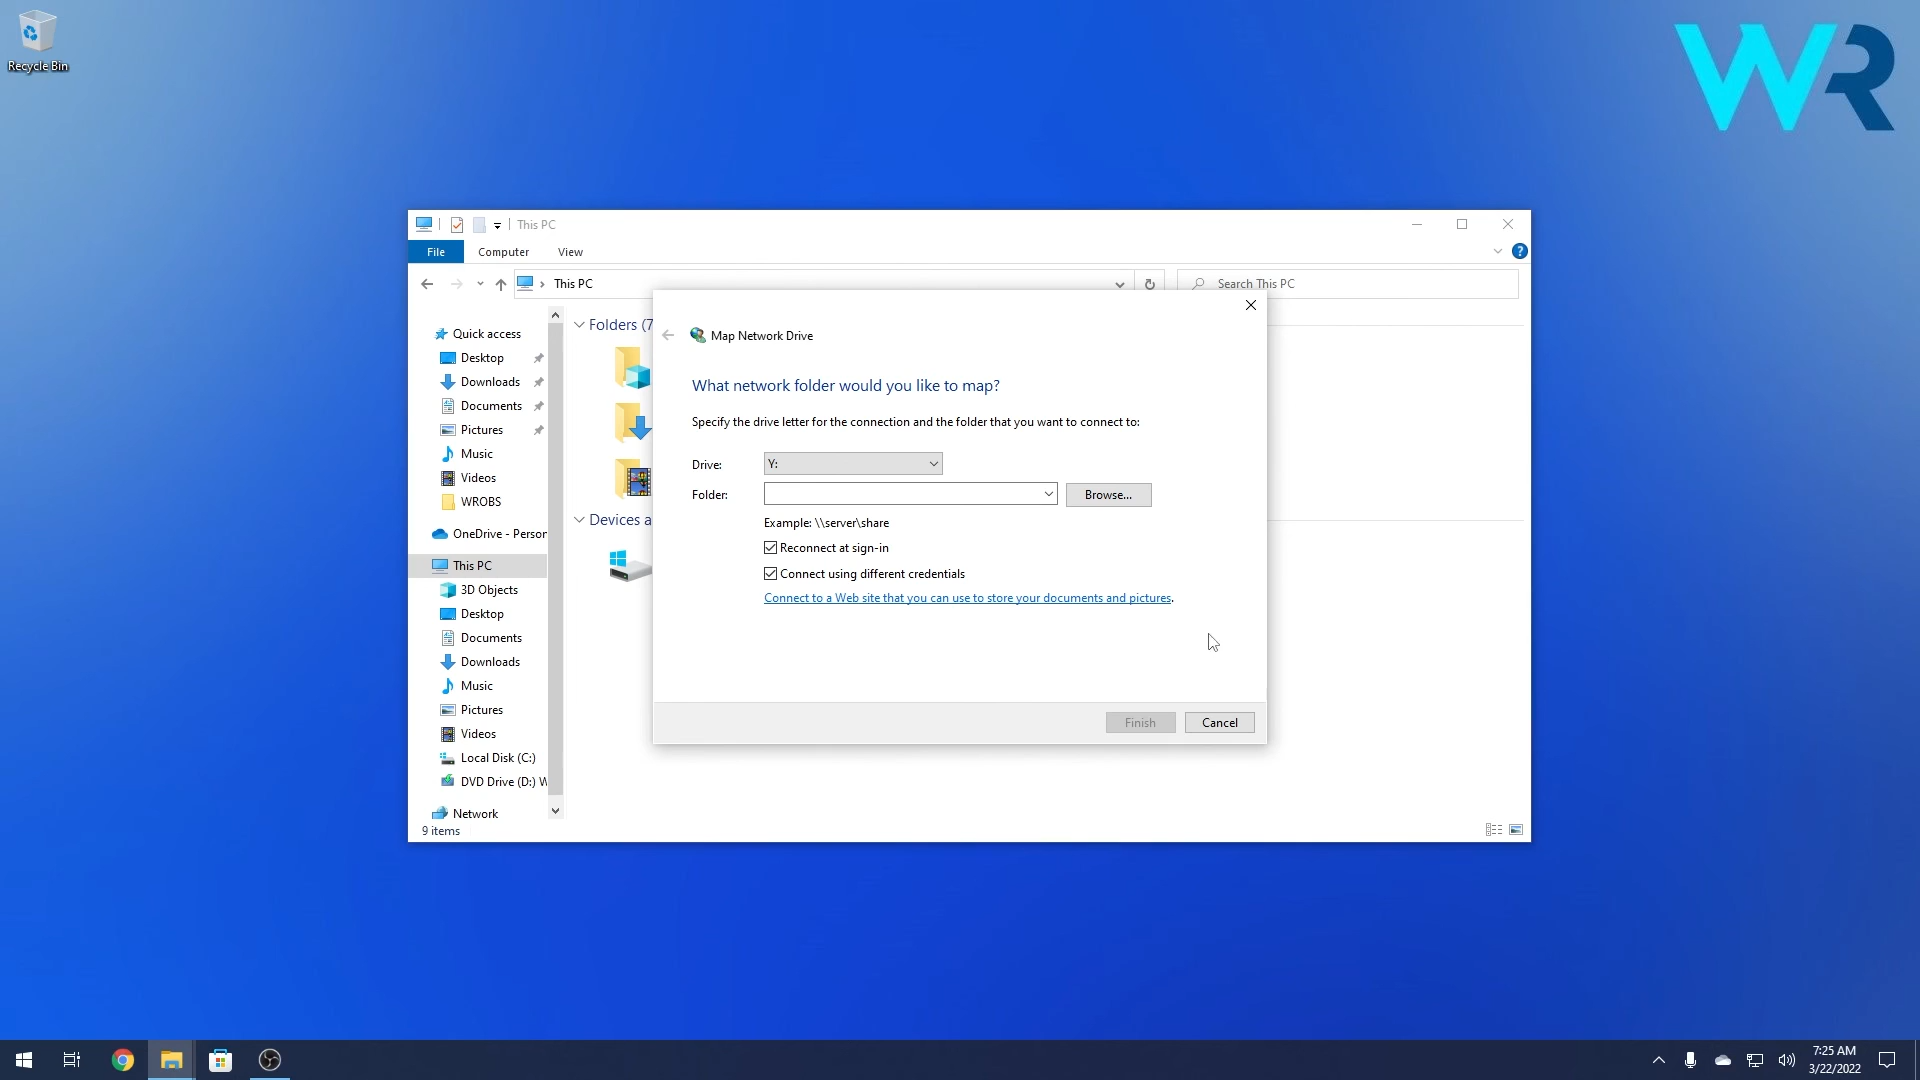 Recycle Bin
WR
This PC
File Computer View
This PC
Search This PC
Quick access
Desktop
Downloads
Documents
Pictures
Music
Videos
WROBS
OneDrive - Person
This PC
3D Objects
Desktop
Documents
Downloads
Music
Pictures
Videos
Local Disk (C:)
DVD Drive (D:) W
Network
9 items
Folders (7
Devices a
Map Network Drive
What network folder would you like to map?
Specify the drive letter for the connection and the folder that you want to connect to:
Drive: Y:
Folder: Browse...
Example: \\server\share
Reconnect at sign-in
Connect using different credentials
Connect to a Web site that you can use to store your documents and pictures.
Finish Cancel
7:25 AM
3/22/2022